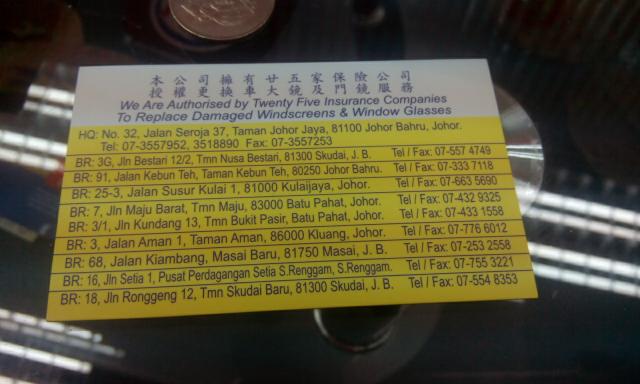 本公司擁有廿五家保險公司
授權更換車大鏡及門鏡服務
We Are Authorised by Twenty Five Insurance Companies
To Replace Damaged Windscreens & Window Glasses
HQ: No. 32, Jalan Seroja 37, Taman Johor Jaya, 81100 Johor Bahru, Johor.
Tel: 07-3557952, 3518890 Fax: 07-3557253
BR: 3G, Jln Bestari 12/2, Tmn Nusa Bestari, 81300 Skudai, J. B. Tel / Fax: 07-557 4749
BR: 91, Jalan Kebun Teh, Taman Kebun Teh, 80250 Johor Bahru. Tel / Fax: 07-333 7118
BR: 25-3, Jalan Susur Kulai 1, 81000 Kulaijaya, Johor. Tel / Fax: 07-663 5690
BR: 7, Jln Maju Barat, Tmn Maju, 83000 Batu Pahat, Johor. Tel / Fax: 07-432 9325
BR: 3/1, Jln Kundang 13, Tmn Bukit Pasir, Batu Pahat, Johor. Tel / Fax: 07-433 1558
BR: 3, Jalan Aman 1, Taman Aman, 86000 Kluang, Johor. Tel / Fax: 07-776 6012
BR: 68, Jalan Kiambang, Masai Baru, 81750 Masai, J. B. Tel / Fax: 07-253 2558
BR: 16, Jln Setia 1, Pusat Perdagangan Setia S.Renggam, S.Renggam. Tel / Fax: 07-755 3221
BR: 18, Jln Ronggeng 12, Tmn Skudai Baru, 81300 Skudai, J. B. Tel / Fax: 07-554 8353